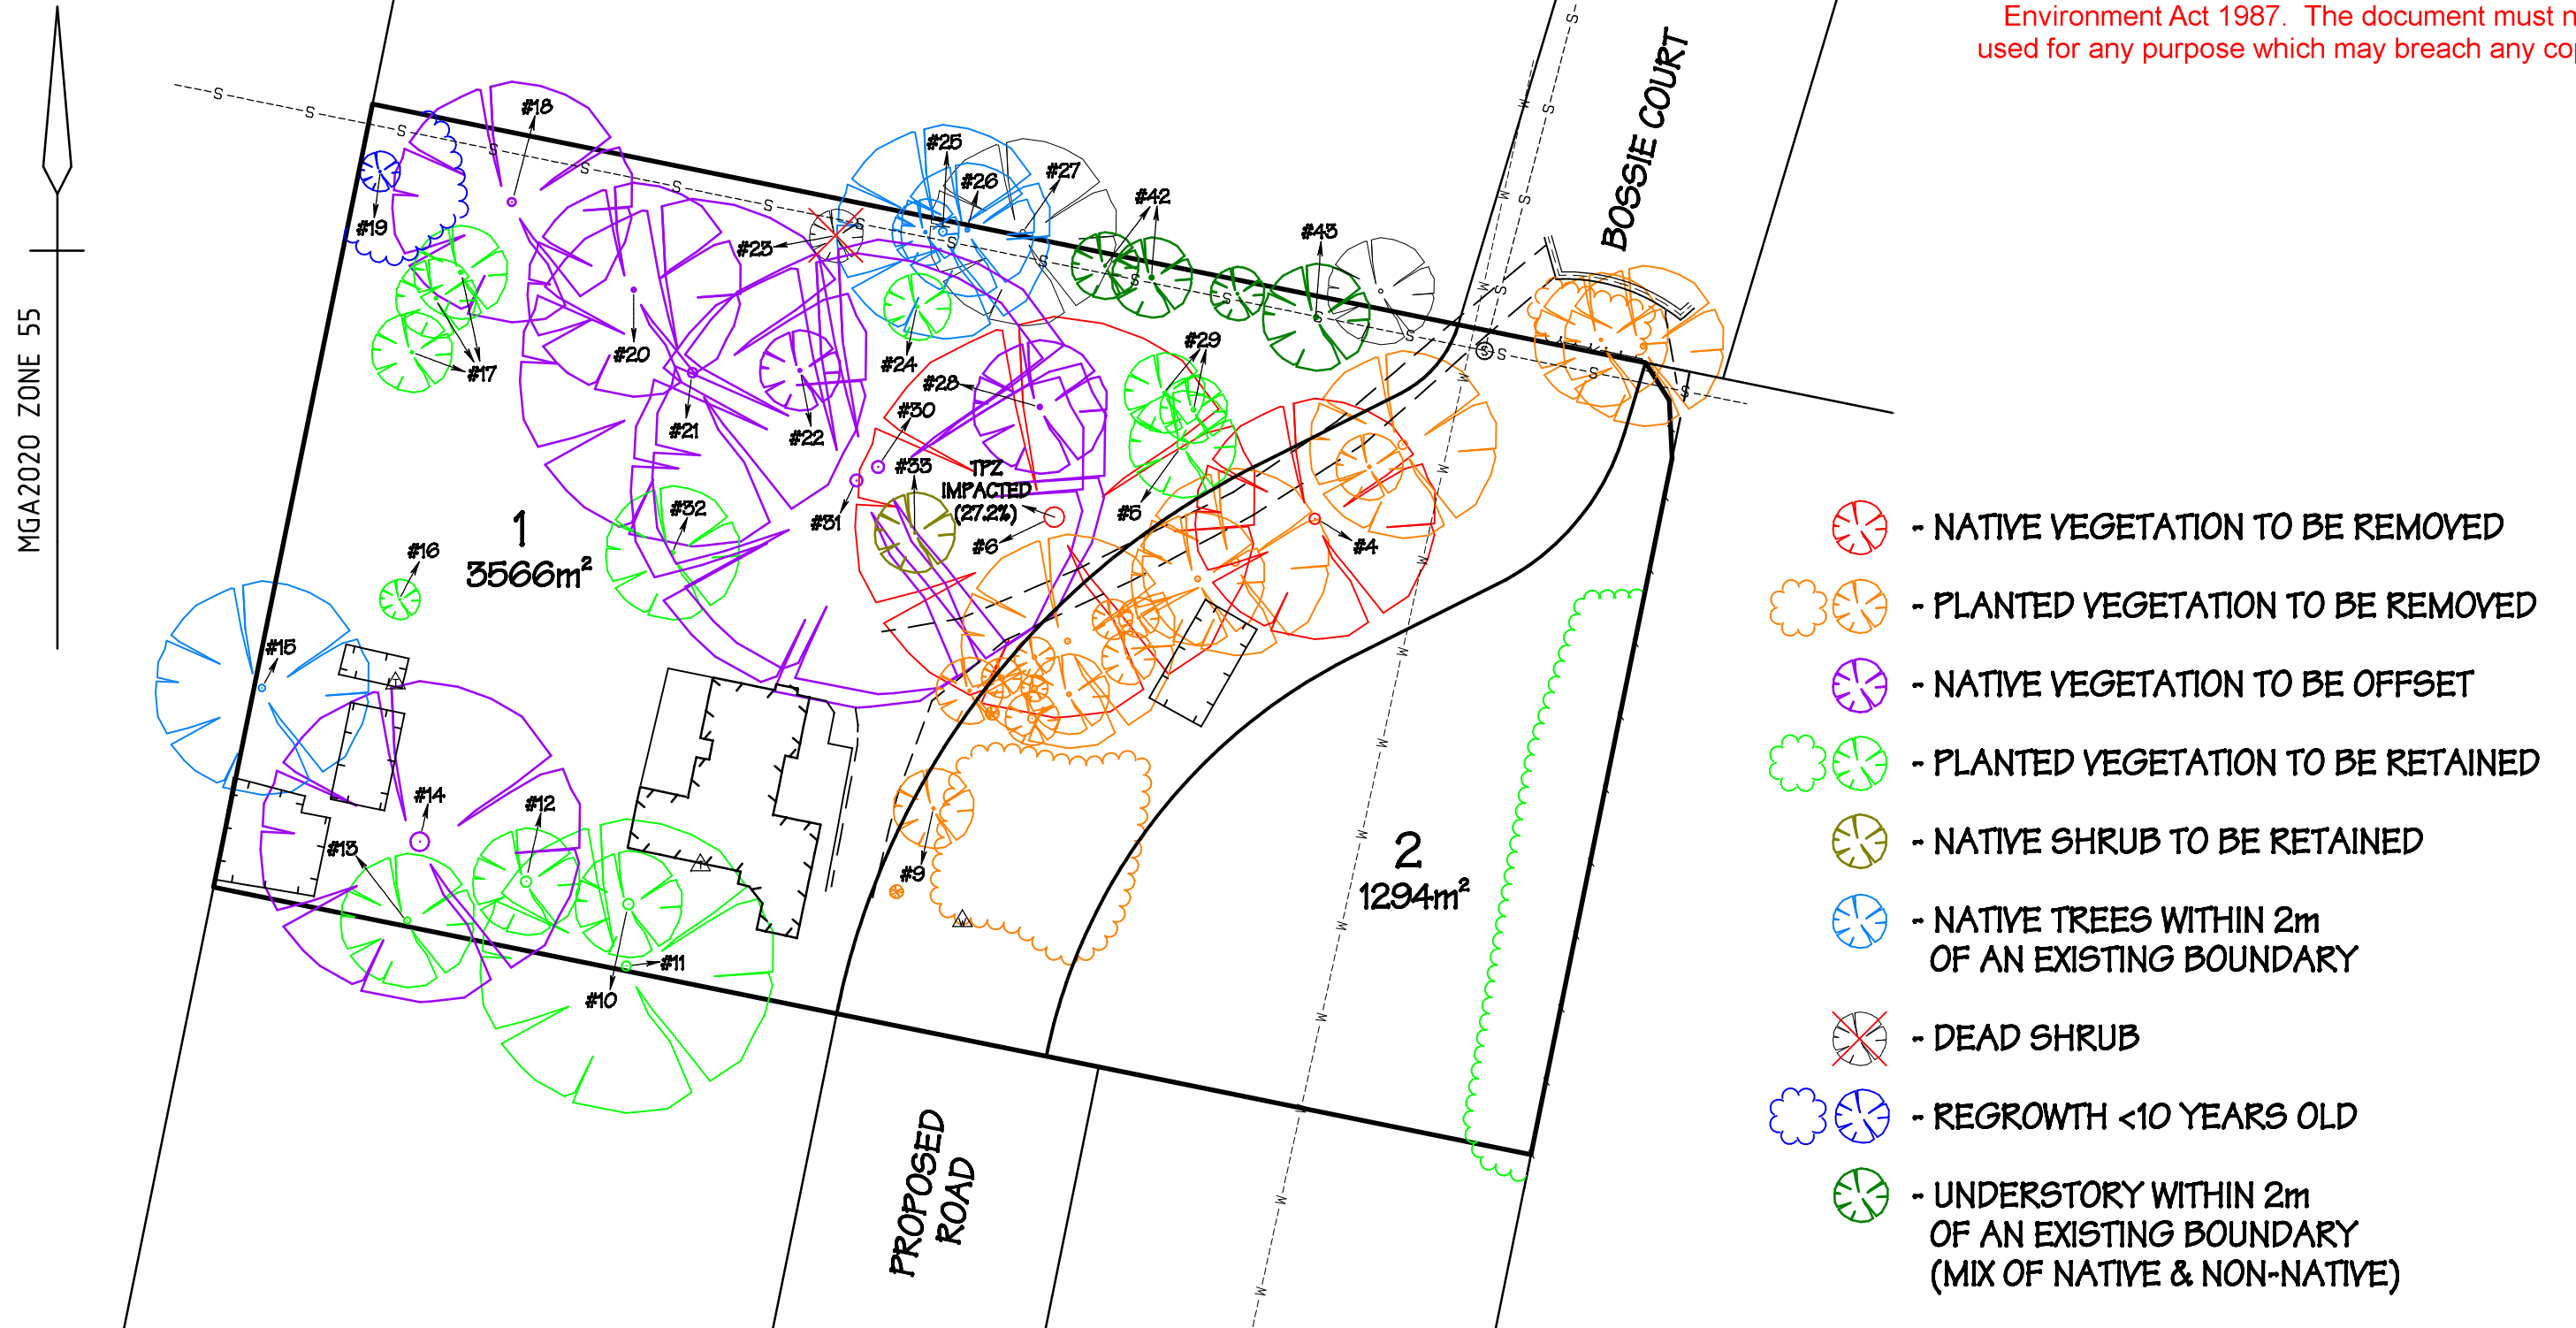 Environment Act 1987. The document must n
used for any purpose which may breach any co
MGA2020 ZONE 55
BOSSIE COURT
#18
#19
#17
#20
#21
#22
#23
#24
#25
#26
#27
#42
#43
#28
#29
#30
#31
#33
TPZ
IMPACTED
(27.2%)
#6
#5
#4
#32
1
3566m²
#16
#15
#14
#13
#12
#11
#10
#9
2
1294m²
PROPOSED
ROAD
- NATIVE VEGETATION TO BE REMOVED
- PLANTED VEGETATION TO BE REMOVED
- NATIVE VEGETATION TO BE OFFSET
- PLANTED VEGETATION TO BE RETAINED
- NATIVE SHRUB TO BE RETAINED
- NATIVE TREES WITHIN 2m
OF AN EXISTING BOUNDARY
- DEAD SHRUB
- REGROWTH <10 YEARS OLD
- UNDERSTORY WITHIN 2m
OF AN EXISTING BOUNDARY
(MIX OF NATIVE & NON-NATIVE)